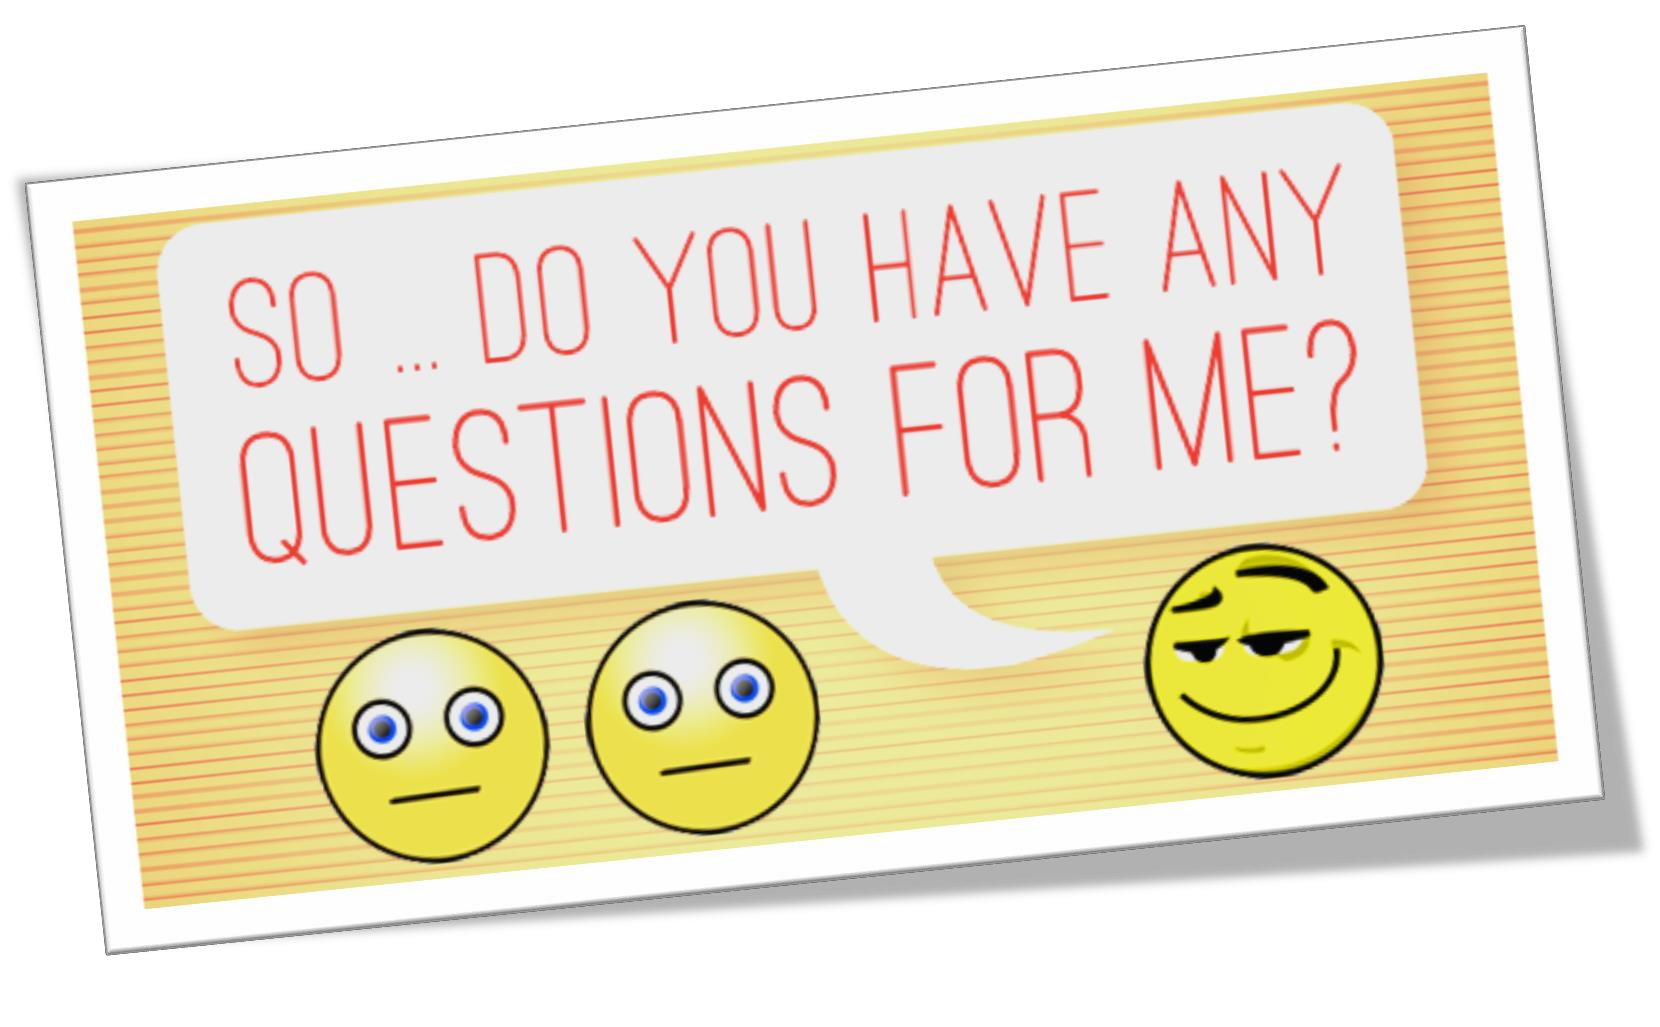 SO ... DO YOU HAVE ANY
QUESTIONS FOR ME?